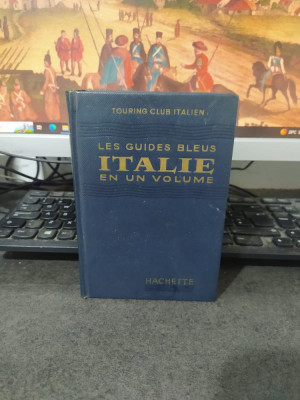 TOURING CLUB ITALIEN
LES GUIDES BLEUS
ITALIE
EN UN VOLUME
HACHETTE